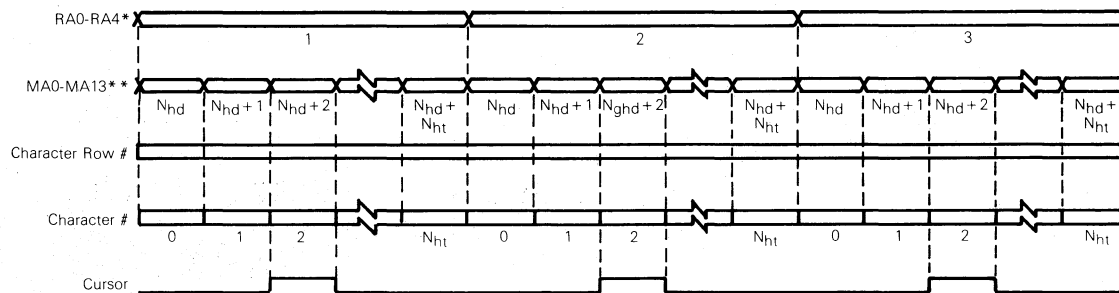 RA0-RA4*
1 2 3
MA0-MA13**
Nhd Nhd+1 Nhd+2 Nhd+ Nht Nhd Nhd+1 Nghd+2 Nhd+ Nht Nhd Nhd+1 Nhd+2 Nhd+ Nht
Character Row #
Character #
0 1 2 Nht 0 1 2 Nht 0 1 2 Nht
Cursor